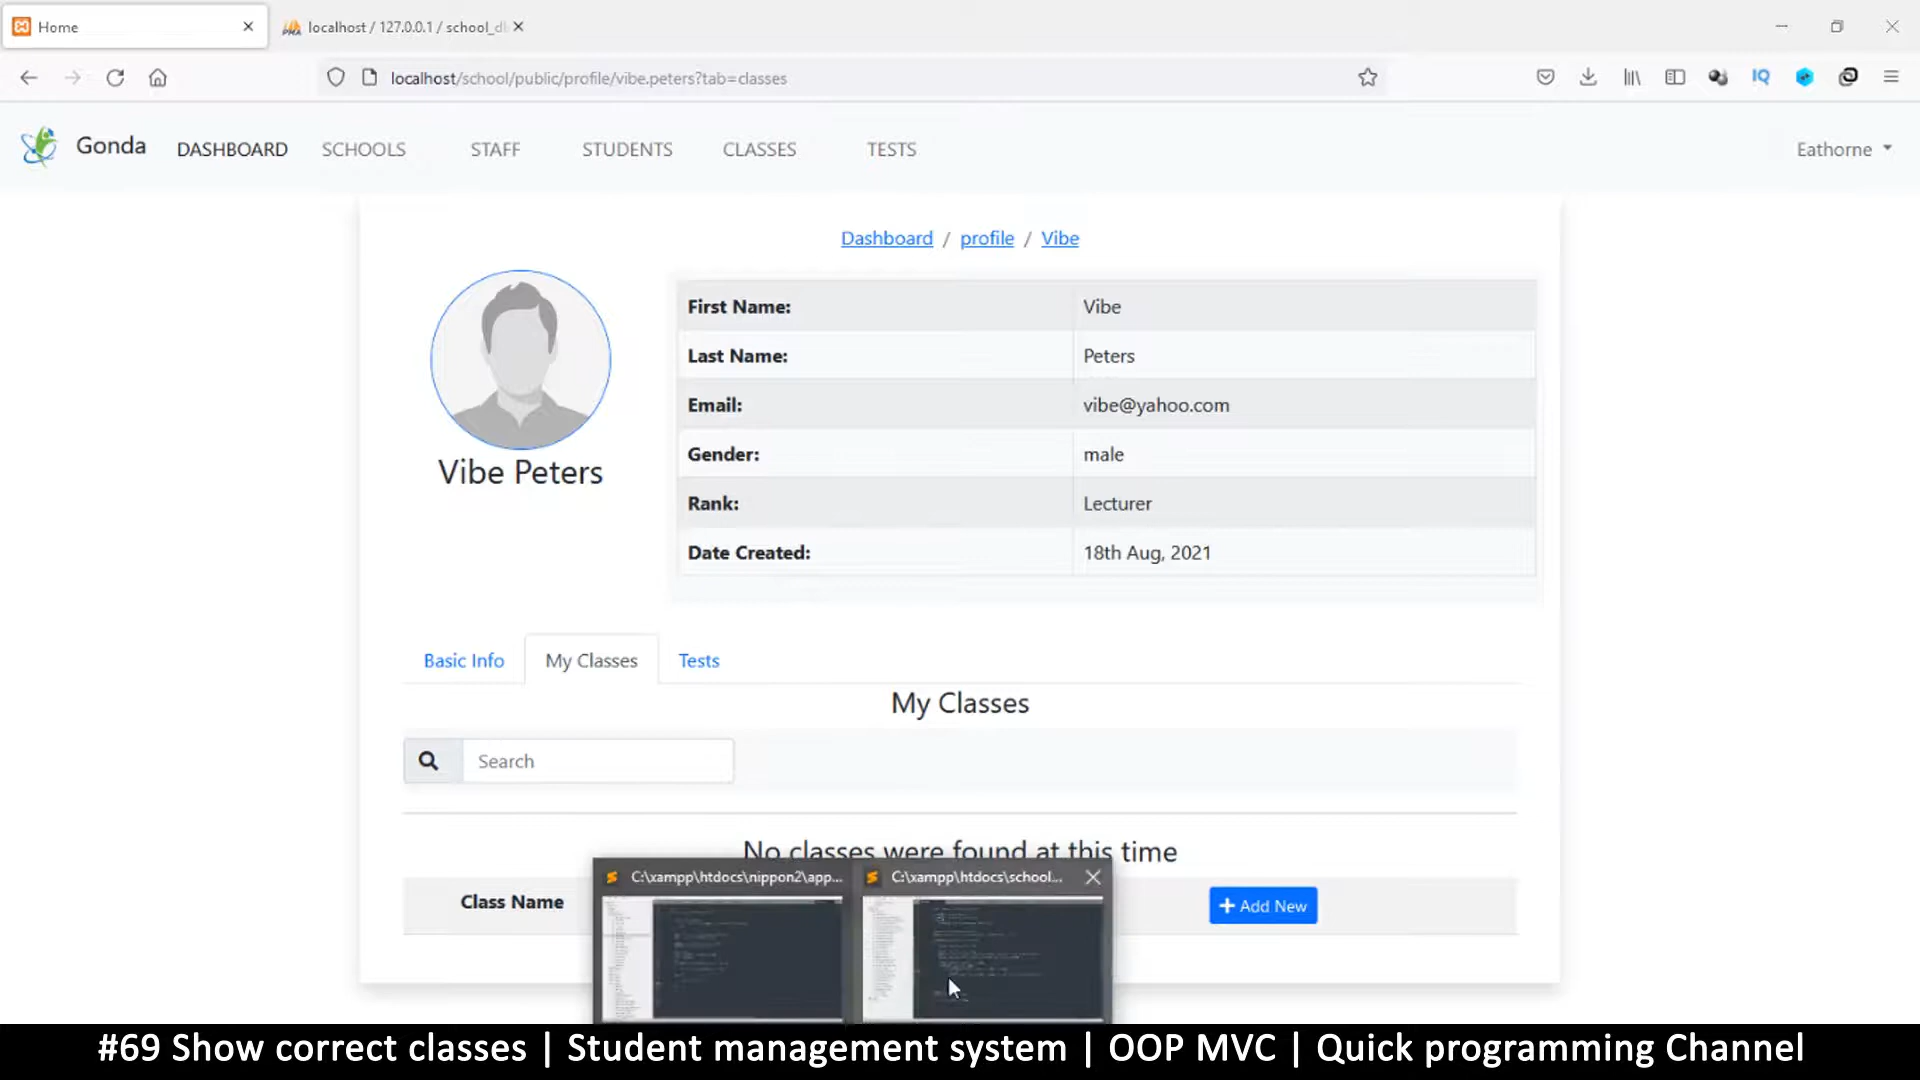 Home
localhost / 127.0.0.1 / school_d
localhost/school/public/profile/vibe.peters?tab=classes
IQ
Gonda
DASHBOARD SCHOOLS STAFF STUDENTS CLASSES TESTS
Eathorne
Dashboard / profile / Vibe
First Name: Vibe
Last Name: Peters
Email: vibe@yahoo.com
Gender: male
Rank: Lecturer
Date Created: 18th Aug, 2021
Vibe Peters
Basic Info My Classes Tests
My Classes
Search
No classes were found at this time
C:\xampp\htdocs\nippon2\app...
C:\xampp\htdocs\school...
Class Name
Add New
#69 Show correct classes | Student management system | OOP MVC | Quick programming Channel